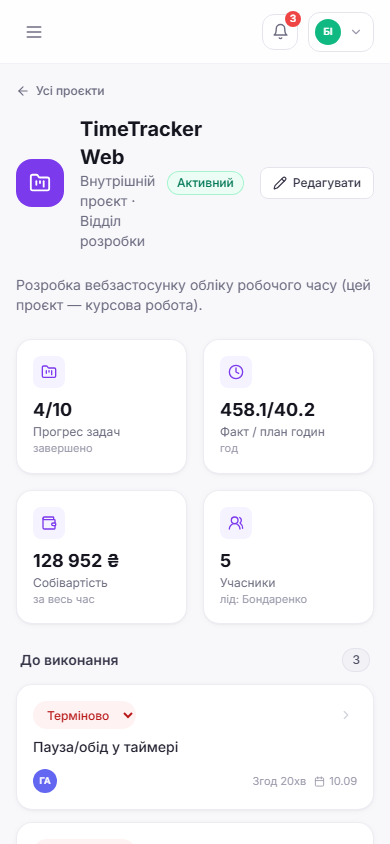 3
БІ
Усі проєкти
TimeTracker
Web
Внутрішній
проєкт ·
Відділ
розробки
Активний
Редагувати
Розробка вебзастосунку обліку робочого часу (цей
проєкт — курсова робота).
4/10
Прогрес задач
завершено
458.1/40.2
Факт / план годин
год
128 952 ₴
Собівартість
за весь час
5
Учасники
лід: Бондаренко
До виконання
3
Терміново
Пауза/обід у таймері
ГА
3год 20хв
10.09